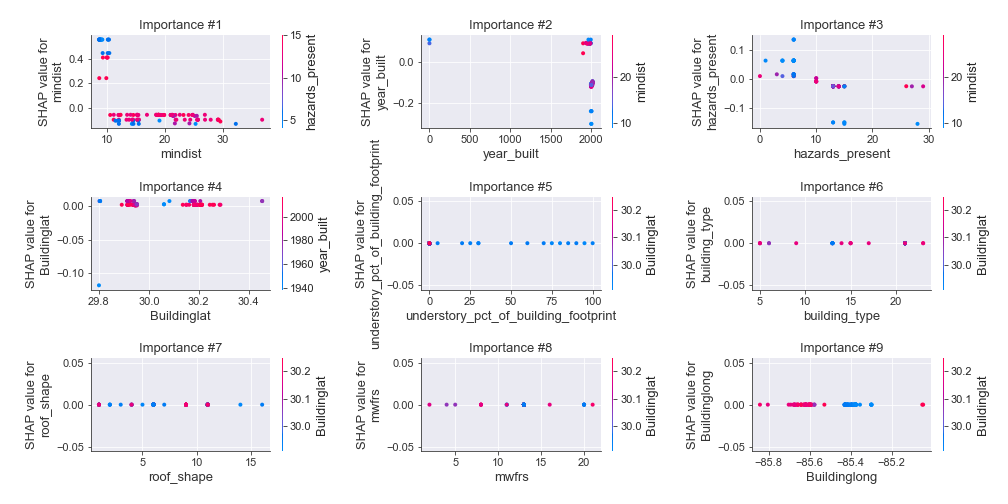 Importance #1
SHAP value for
mindist
0.4
0.2
0.0
10
20
30
mindist
15
10
5
hazards_present
Importance #2
SHAP value for
year_built
0.0
−0.2
0
500
1000
1500
2000
year_built
20
10
mindist
Importance #3
SHAP value for
hazards_present
0.1
0.0
−0.1
0
10
20
30
hazards_present
20
10
mindist
Importance #4
SHAP value for
Buildinglat
0.00
−0.05
−0.10
29.8
30.0
30.2
30.4
Buildinglat
2000
1980
1960
1940
year_built
Importance #5
SHAP value for
understory_pct_of_building_footprint
0.05
0.00
−0.05
0
25
50
75
100
understory_pct_of_building_footprint
30.2
30.1
30.0
Buildinglat
Importance #6
SHAP value for
building_type
0.05
0.00
−0.05
5
10
15
20
building_type
30.2
30.1
30.0
Buildinglat
Importance #7
SHAP value for
roof_shape
0.05
0.00
−0.05
5
10
15
roof_shape
30.2
30.1
30.0
Buildinglat
Importance #8
SHAP value for
mwfrs
0.05
0.00
−0.05
5
10
15
20
mwfrs
30.2
30.1
30.0
Buildinglat
Importance #9
SHAP value for
Buildinglong
0.05
0.00
−0.05
−85.8
−85.6
−85.4
−85.2
Buildinglong
30.2
30.1
30.0
Buildinglat